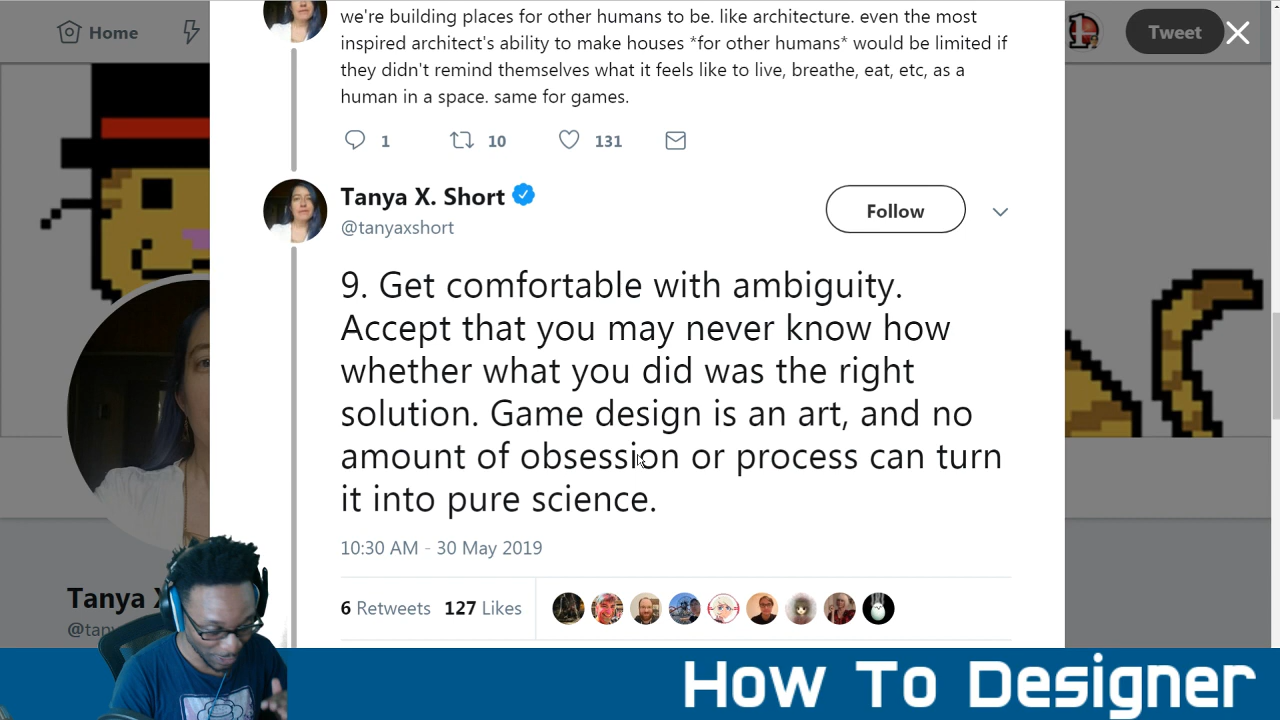 Home
Tweet
we're building places for other humans to be. like architecture. even the most
inspired architect's ability to make houses *for other humans* would be limited if
they didn't remind themselves what it feels like to live, breathe, eat, etc, as a
human in a space. same for games.
1 10 131
Tanya X. Short
@tanyaxshort
Follow
9. Get comfortable with ambiguity.
Accept that you may never know how
whether what you did was the right
solution. Game design is an art, and no
amount of obsession or process can turn
it into pure science.
10:30 AM - 30 May 2019
6 Retweets 127 Likes
Tanya
@tany
How To Designer